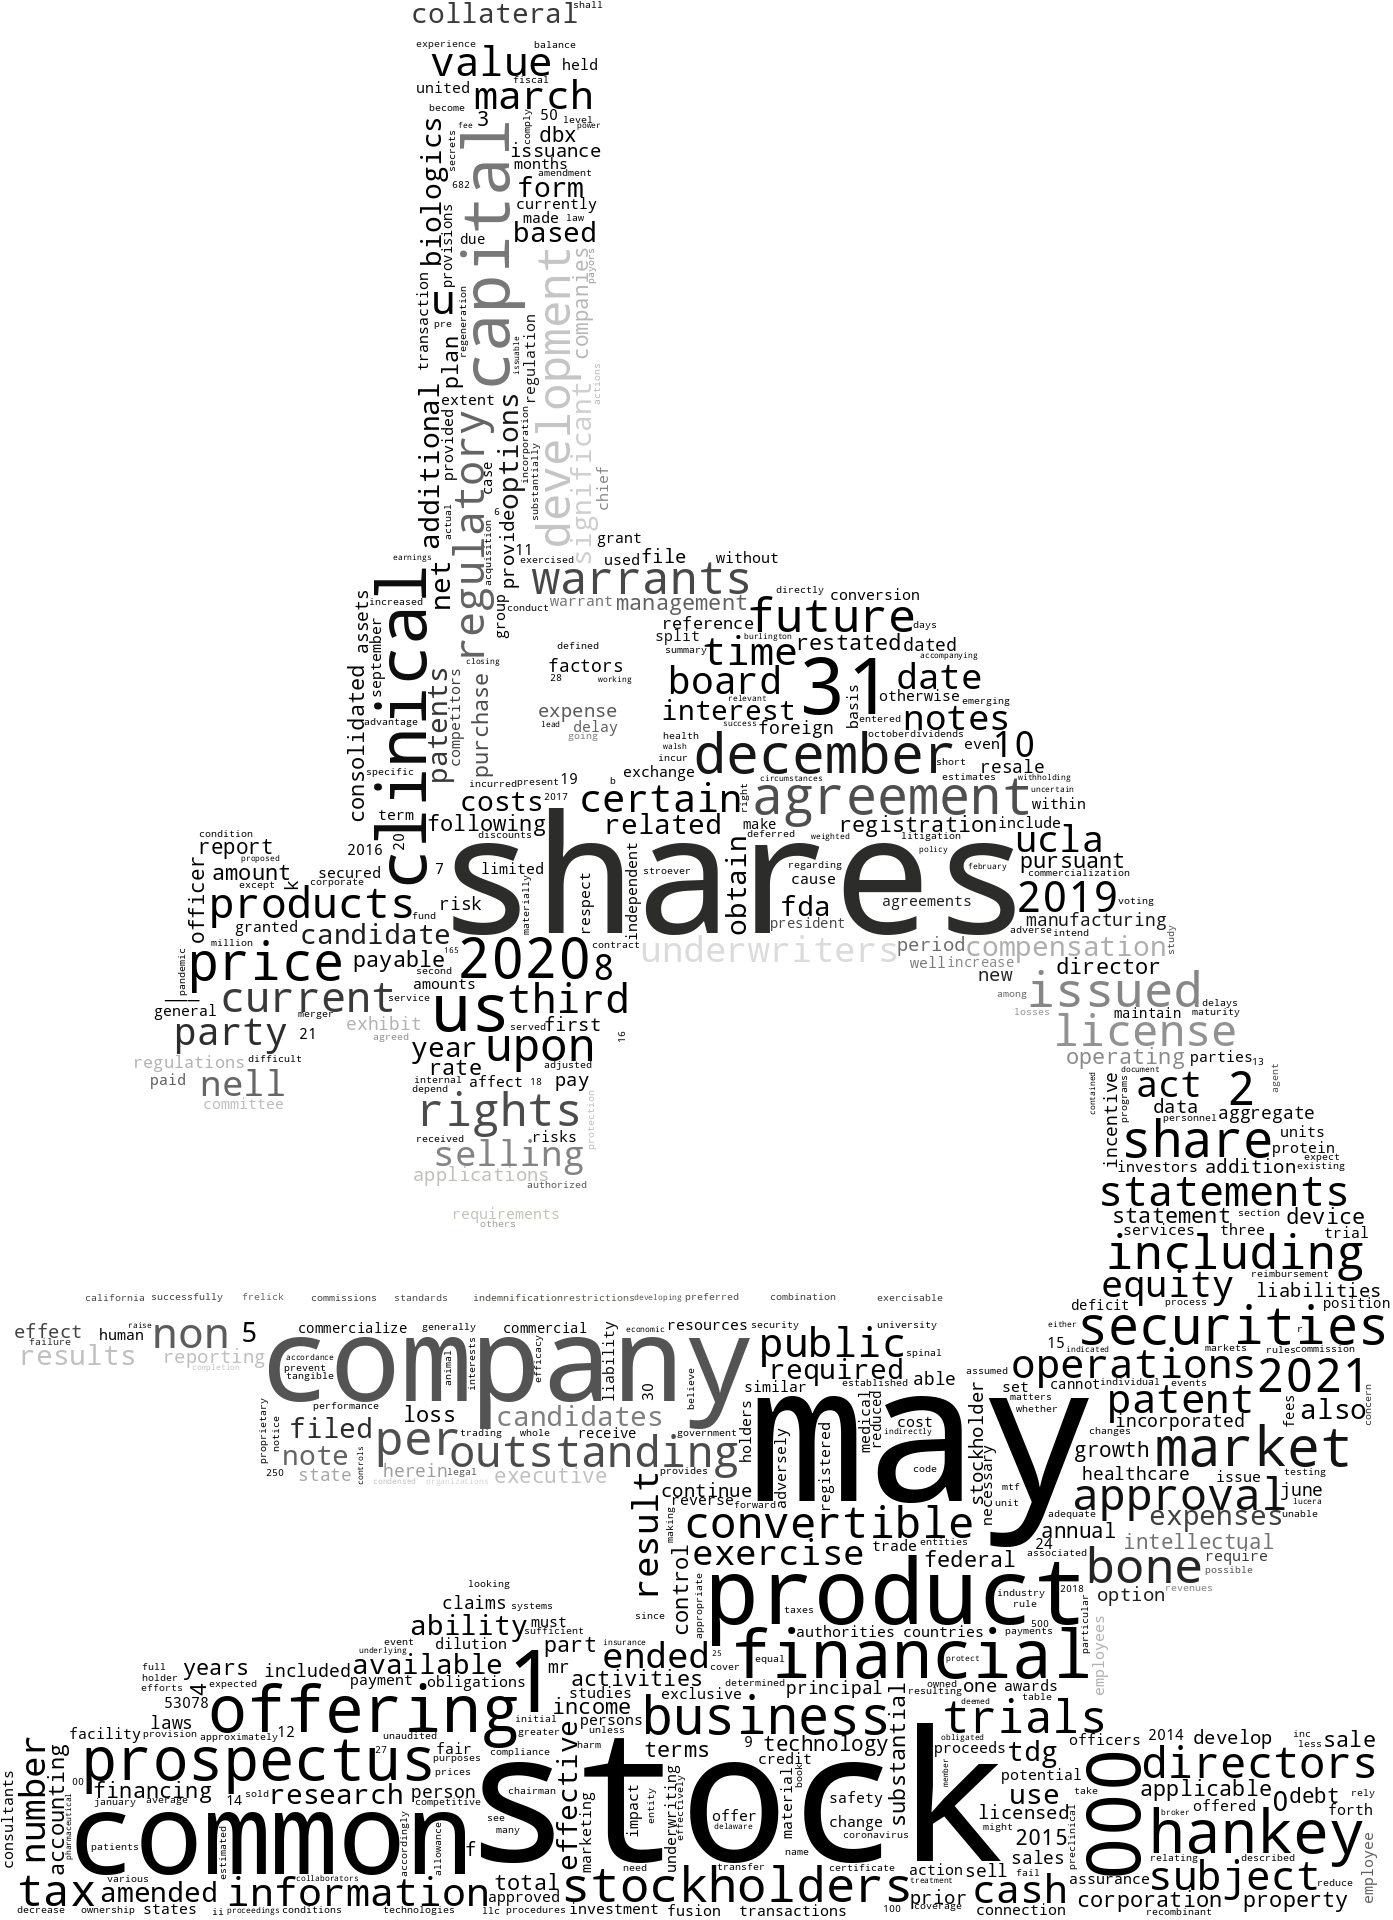 collateral shall
experience balance
value held
fiscal
united march
become
fee 3 50 level
power
comply dbx
secrets issuance
months
biologics capital 682 amendment
form
currently
provisions made law
due based
transaction u regeneration development companies payors
pre
plan issuable regulation
significant actions
additional extent
provided regulatory options incorporation
case substantially chief
actual 6
acquisition provide 11 grant
earnings exercised used file without
clinical net warrants
increased group conduct warrant management directly conversion
assets reference future days
september split burlington
summary time restated dated
defined accompanying
closing factors board 31 date
28 working
consolidated patents competitors purchase relevant basis otherwise emerging
advantage expense interest entered notes
lead delay success foreign
going health october dividends
walsh december even 10
specific incur short resale
incurred present 19 b exchange circumstances estimates withholding
costs 2017 certain right agreement uncertain
within
term following related make registration include
discounts deferred weighted litigation ucla
condition 20 shares policy
report 2016 obtain february pursuant
proposed 7 limited stroever regarding commercialization
officer amount secured cause
except k corporate materially respect independent fda agreements 2019 voting
products fund risk president manufacturing
granted candidate adverse intend
million 165 contract underwriters period compensation study
pandemic price payable 2020 8 well increase
second new director
current amounts among issued
service us third losses delays
general merger served first maintain maturity
party 21 exhibit 16 license
agreed year upon
regulations difficult rate adjusted operating parties 13
paid nell internal affect 18 pay document
committee depend contained programs act 2 agent
rights protection data
personnel aggregate
received risks incentive share units
selling protein
applications investors addition expect
existing
authorized statements
requirements statement section device
others services three trial
including
equity reimbursement
liabilities
california successfully frelick commissions standards indemnification restrictions developing preferred combination exercisable
deficit process position
effect raise non 5 commercialize generally commercial economic resources security university either securities r
failure human company liability public 15
results reporting accordance animal interests efficacy spinal indicated markets rules commission
completion prevent required operations 2021
tangible 30 believe similar established able assumed set cannot individual events
performance holders medical reduced stockholder matters patent fees also concern
proprietary notice filed loss candidates may cost whether incorporated
per trading whole receive government indirectly changes
note outstanding adversely registered growth market
250 state controls herein legal executive provides code necessary healthcare issue testing
condensed organizations result continue mtf approval june
reverse forward unit lucera
making convertible adequate expenses unable
annual
control exercise trade entities 24 intellectual
federal associated bone require
looking appropriate product industry 2018 possible
claims systems rule option revenues
since taxes
ability must 500 particular employees
sufficient authorities countries payments
event dilution part insurance 25 financial
full underlying 1 mr ended equal protect
holder years included available cover
efforts expected payment obligations activities determined owned one awards
4 studies exclusive principal resulting deemed table
53078 offering income substantial trials
laws initial persons business officers 2014 develop inc
facility provision approximately 12 unaudited greater unless obligated less sale
number prospectus 27 fair compliance effective harm terms 9 technology proceeds tdg directors
accounting purposes credit member potential
consultants 00 financing prices chairman stock material book take applicable 0 debt rely
pharmaceutical january average 14 sold research person competitive marketing impact entity underwriting effectively safety use 000 broker offered forth
common see offer change licensed
patients estimated accordingly allowance many delaware coronavirus might 2015 preclinical hankey employee
f name sales
various collaborators total need transfer certificate action sell fail relating described
tax amended information approved stockholders treatment cash assurance subject reduce
prior corporation property
decrease ownership states ii proceedings conditions technologies llc procedures investment fusion transactions 100 coverage connection recombinant